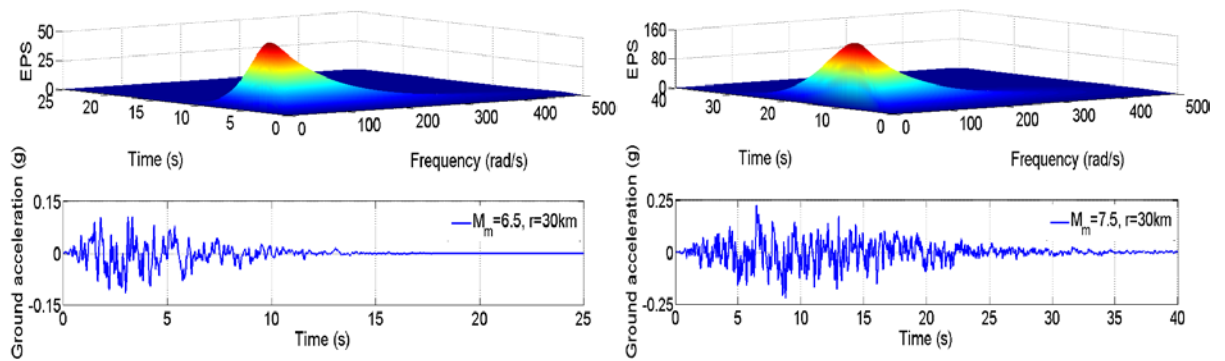 50
25
0
EPS
25
20
15
10
5
0
0
100
200
300
400
500
Time (s)
Frequency (rad/s)
160
80
0
EPS
40
30
20
10
0
0
100
200
300
400
500
Time (s)
Frequency (rad/s)
Ground acceleration (g)
0.15
0
-0.15
M_m=6.5, r=30km
0 5 10 15 20 25
Time (s)
Ground acceleration (g)
0.25
0
-0.25
M_m=7.5, r=30km
0 5 10 15 20 25 30 35 40
Time (s)